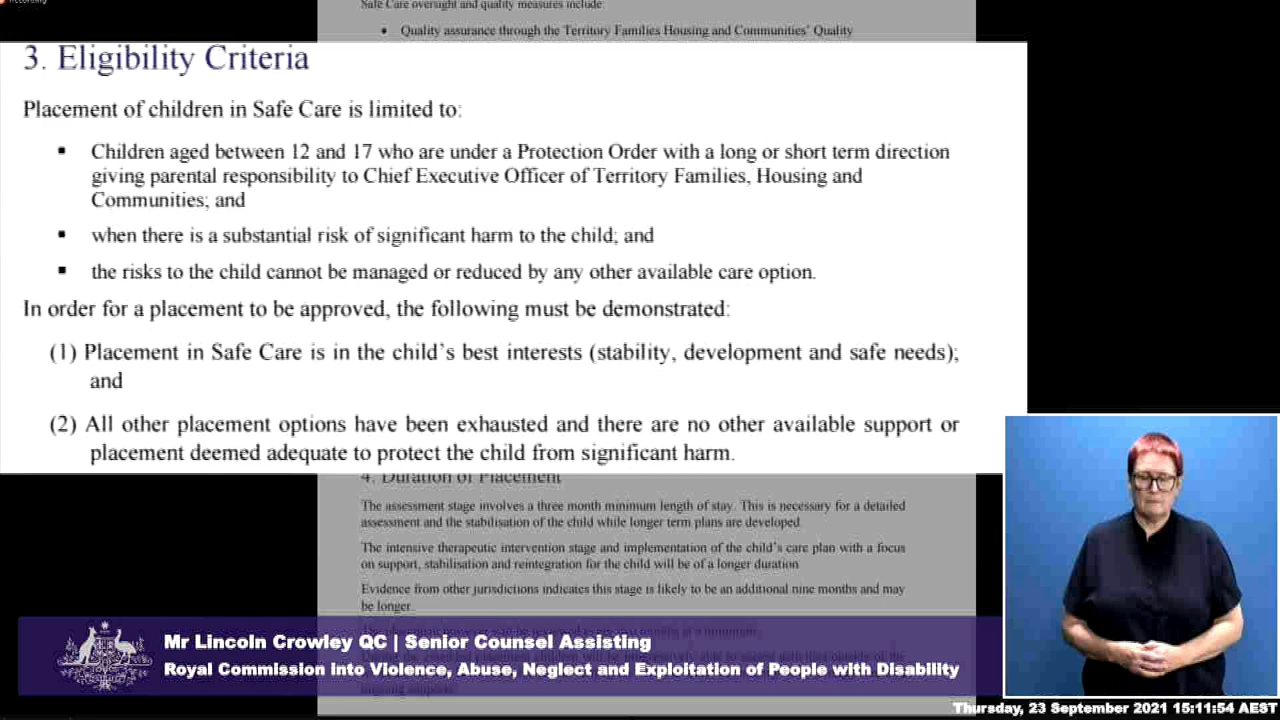 Recording
Safe Care oversight and quality measures include:
• Quality assurance through the Territory Families Housing and Communities' Quality
3. Eligibility Criteria
Placement of children in Safe Care is limited to:
▪ Children aged between 12 and 17 who are under a Protection Order with a long or short term direction
giving parental responsibility to Chief Executive Officer of Territory Families, Housing and
Communities; and
▪ when there is a substantial risk of significant harm to the child; and
▪ the risks to the child cannot be managed or reduced by any other available care option.
In order for a placement to be approved, the following must be demonstrated:
(1) Placement in Safe Care is in the child's best interests (stability, development and safe needs);
and
(2) All other placement options have been exhausted and there are no other available support or
placement deemed adequate to protect the child from significant harm.
4. Duration of Placement
The assessment stage involves a three month minimum length of stay. This is necessary for a detailed
assessment and the stabilisation of the child while longer term plans are developed
The intensive therapeutic intervention stage and implementation of the child's care plan with a focus
on support, stabilisation and reintegration for the child will be of a longer duration
Evidence from other jurisdictions indicates this stage is likely to be an additional nine months and may
be longer.
Mr Lincoln Crowley QC | Senior Counsel Assisting
Royal Commission into Violence, Abuse, Neglect and Exploitation of People with Disability
Thursday, 23 September 2021 15:11:54 AEST